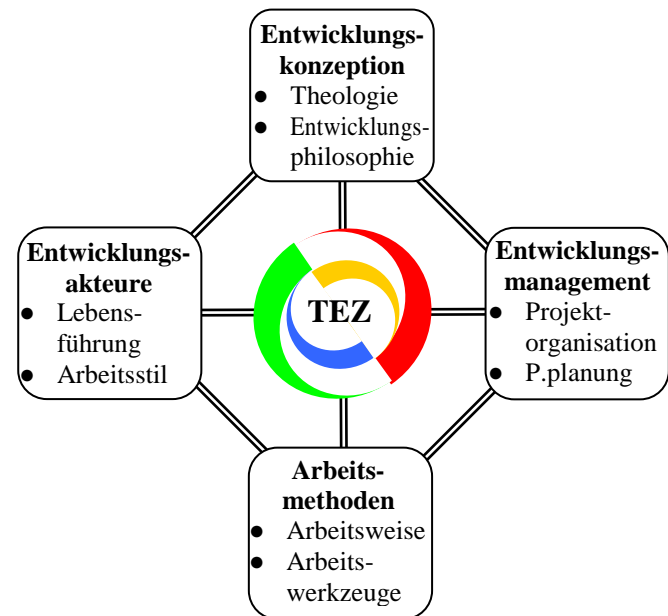 Entwicklungs-
konzeption
● Theologie
● Entwicklungs-
philosophie
Entwicklungs-
akteure
● Lebens-
führung
● Arbeitsstil
TEZ
Entwicklungs-
management
● Projekt-
organisation
● P.planung
Arbeits-
methoden
● Arbeitsweise
● Arbeits-
werkzeuge